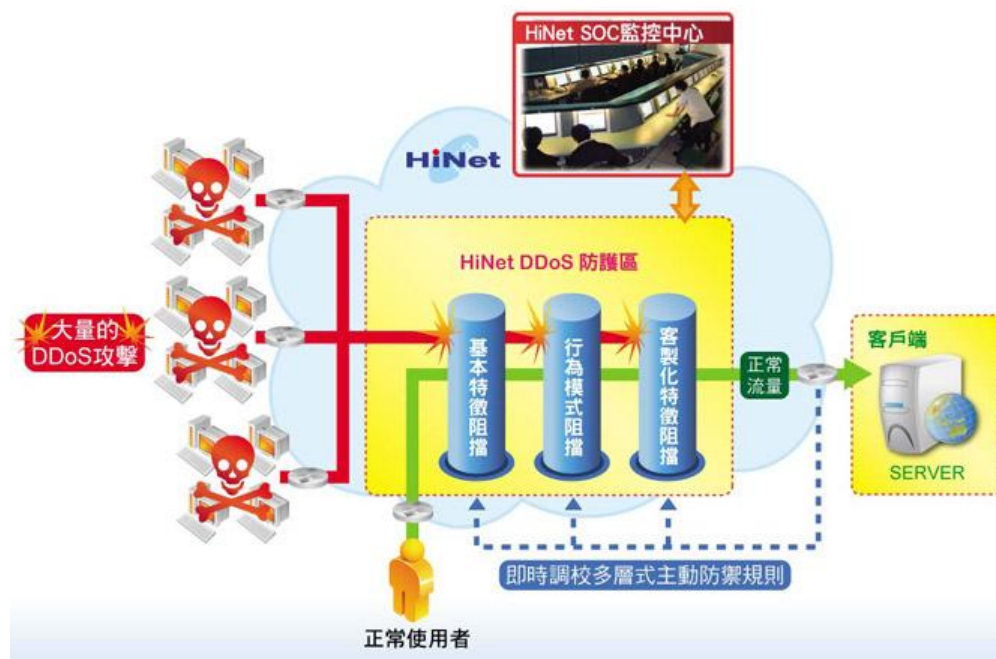 HiNet SOC監控中心
HiNet
HiNet DDoS 防護區
大量的
DDoS攻擊
基本特徵阻擋
行為模式阻擋
客製化特徵阻擋
正常
流量
客戶端
SERVER
即時調校多層式主動防禦規則
正常使用者